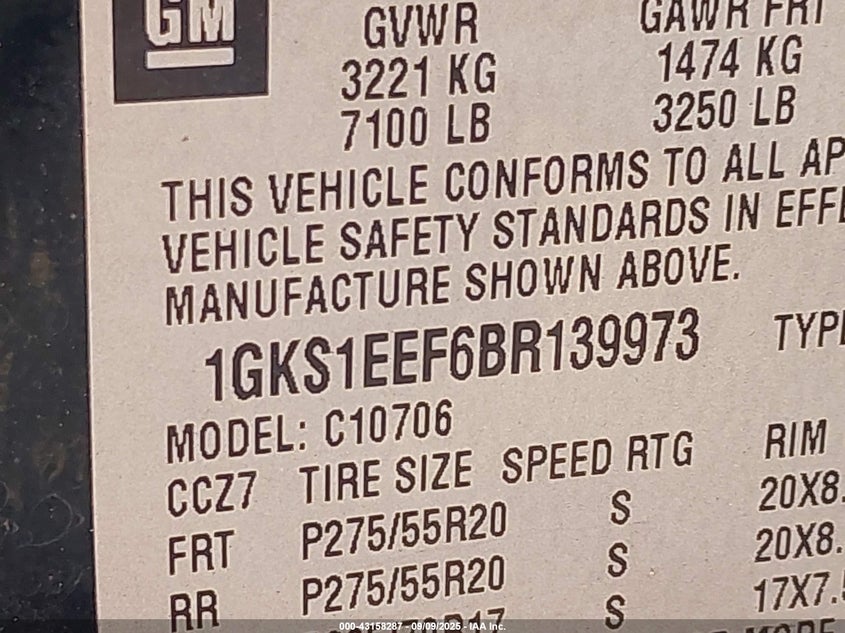 GM
GVWR GAWR FRT
3221 KG 1474 KG
7100 LB 3250 LB
THIS VEHICLE CONFORMS TO ALL AP
VEHICLE SAFETY STANDARDS IN EFFE
MANUFACTURE SHOWN ABOVE.
1GKS1EEF6BR139973 TYPE
MODEL: C10706
CCZ7 TIRE SIZE SPEED RTG RIM
FRT P275/55R20 S 20X8.
RR P275/55R20 S 20X8.
S 17X7.5
000-43158287 - 09/09/2025 - IAA Inc.